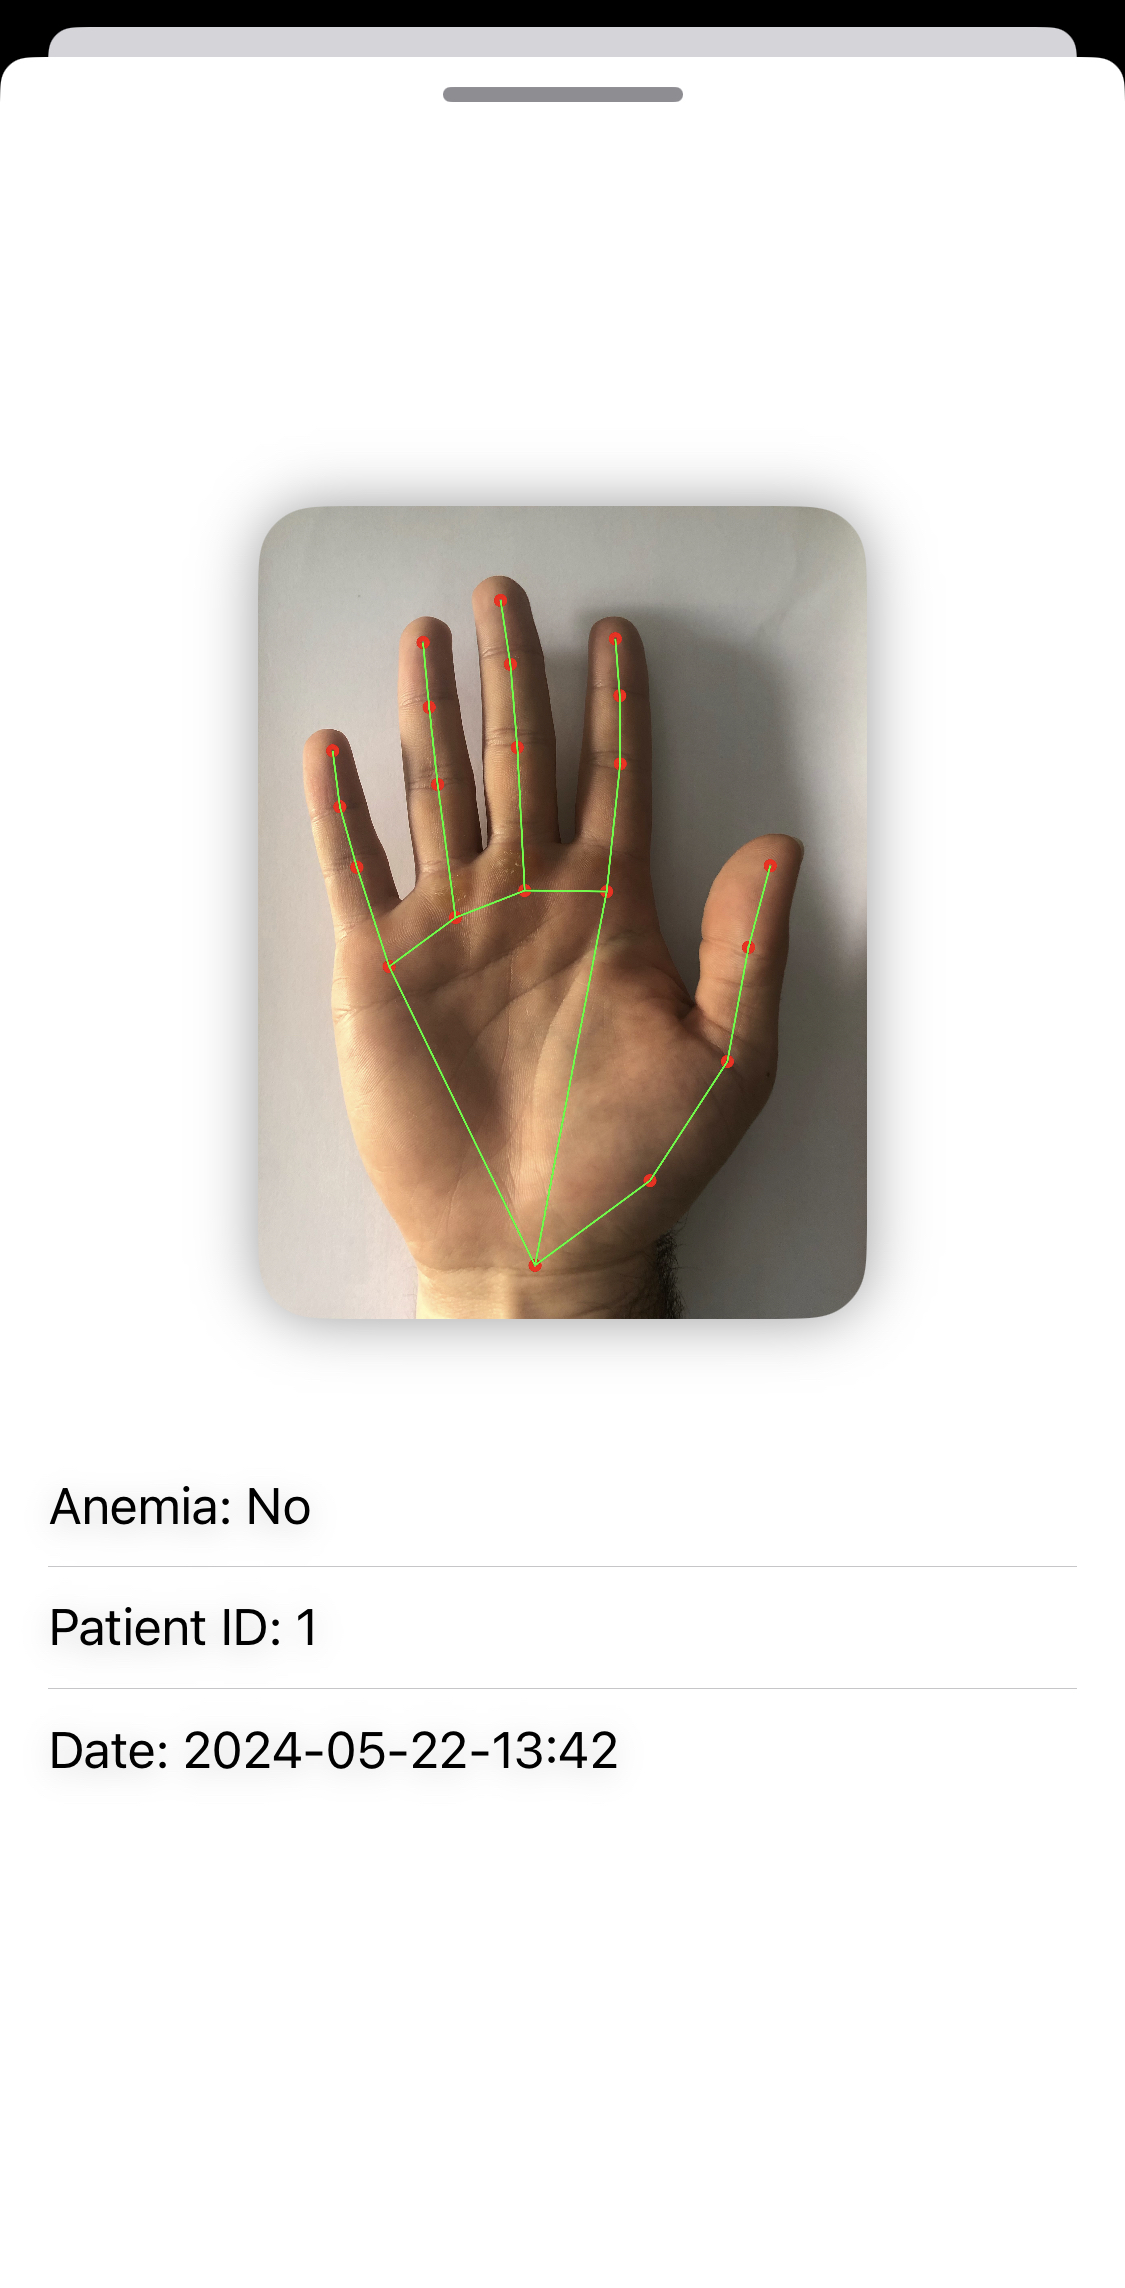 Anemia: No
Patient ID: 1
Date: 2024-05-22-13:42